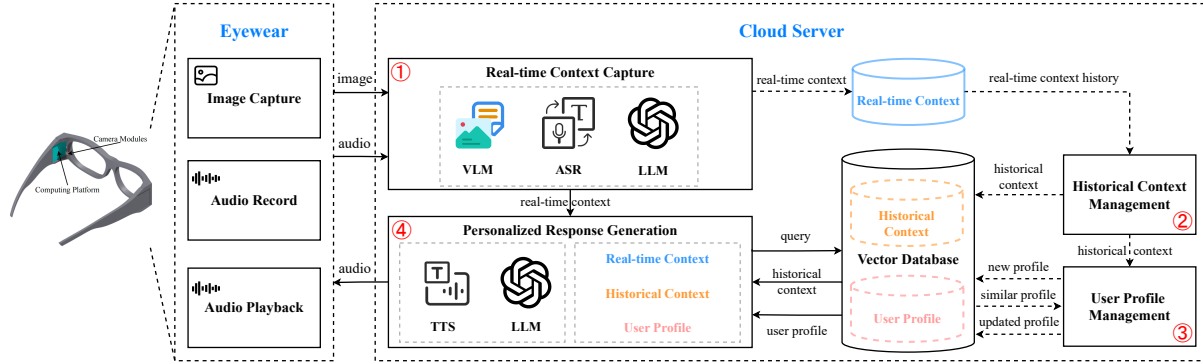 Eyewear
Cloud Server
Camera Modules
Computing Platform
Image Capture
Audio Record
Audio Playback
image
audio
audio
①
Real-time Context Capture
VLM
ASR
LLM
T
real-time context
Real-time Context
real-time context history
real-time context
④
Personalized Response Generation
T
TTS
LLM
Real-time Context
Historical Context
User Profile
query
historical
context
user profile
Historical
Context
Vector Database
User Profile
historical
context
Historical Context
Management
②
historical context
new profile
similar profile
updated profile
User Profile
Management
③